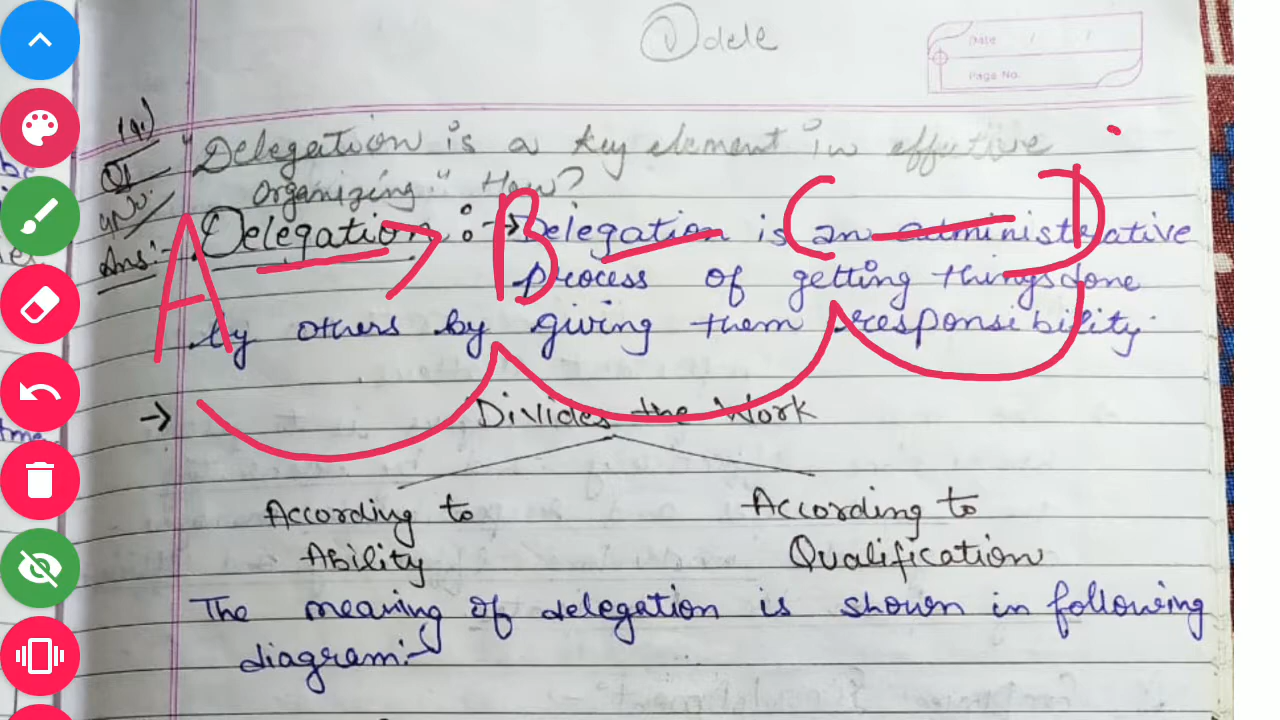 ① dele
Date / /
Page No.
"Delegation is a key element in effective
organizing." How?
Ans:- Delegation :→ Delegation is an administrative
process of getting things done
by others by giving them responsibility.
A → B C D
→ Divides the Work
According to According to
Ability Qualification
The meaning of delegation is shown in following
diagram:-